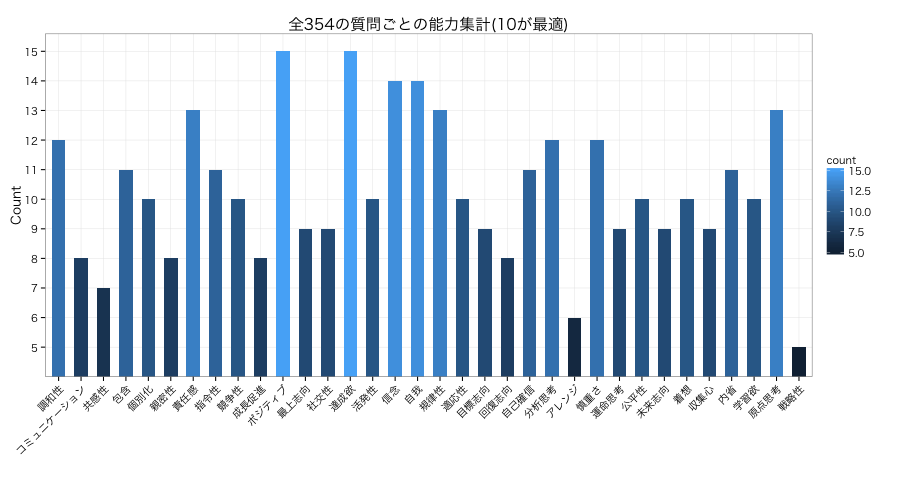 全354の質問ごとの能力集計(10が最適)
Count
15
14
13
12
11
10
9
8
7
6
5
調和性
コミュニケーション
共感性
包含
個別化
親密性
責任感
指令性
競争性
成長促進
ポジティブ
最上志向
社交性
達成欲
活発性
信念
自我
規律性
適応性
目標志向
回復志向
自己確信
分析思考
アレンジ
慎重さ
運命思考
公平性
未来志向
着想
収集心
内省
学習欲
原点思考
戦略性
count
15.0
12.5
10.0
7.5
5.0